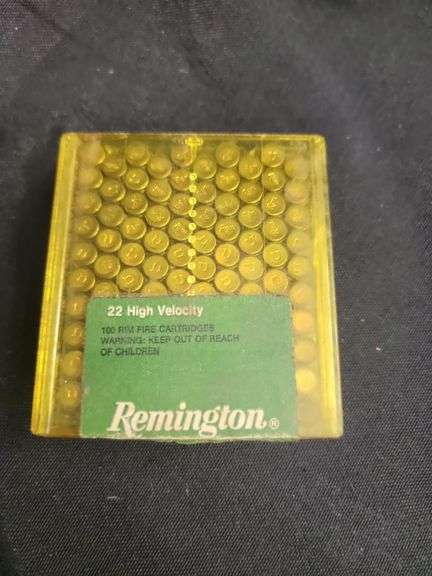 22 High Velocity
100 RIM FIRE CARTRIDGES
WARNING: KEEP OUT OF REACH
OF CHILDREN
Remington®